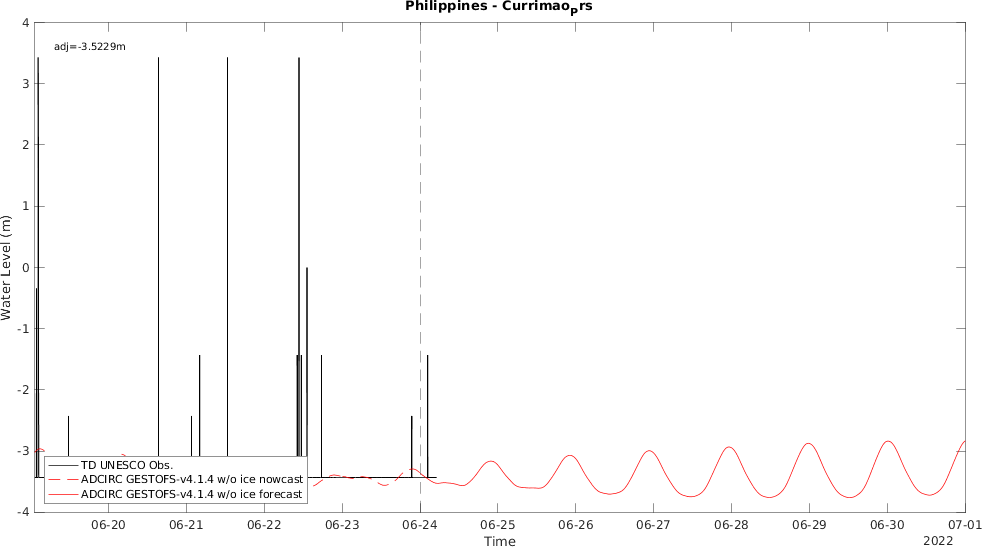 Philippines - Currimaoprs
adj=-3.5229m
4
3
2
1
0
-1
-2
-3
-4
Water Level (m)
TD UNESCO Obs.
ADCIRC GESTOFS-v4.1.4 w/o ice nowcast
ADCIRC GESTOFS-v4.1.4 w/o ice forecast
06-20 06-21 06-22 06-23 06-24 06-25 06-26 06-27 06-28 06-29 06-30 07-01
Time
2022